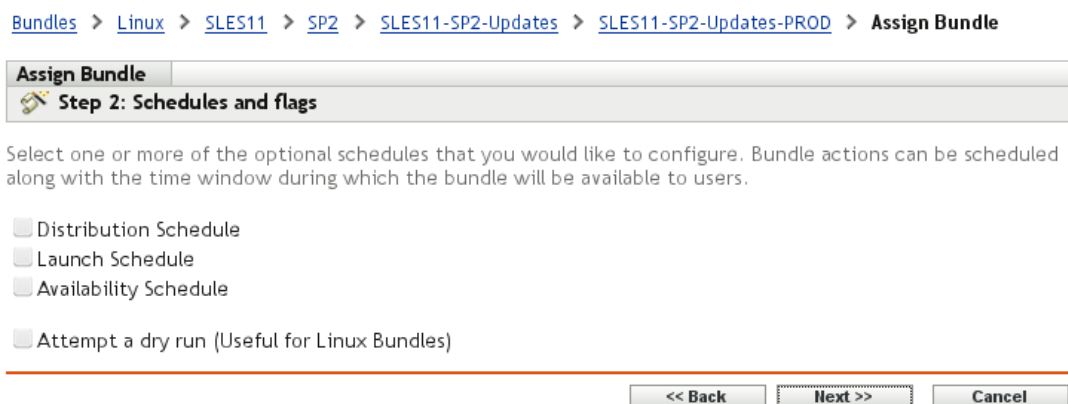 Bundles > Linux > SLES11 > SP2 > SLES11-SP2-Updates > SLES11-SP2-Updates-PROD > Assign Bundle
Assign Bundle
Step 2: Schedules and flags
Select one or more of the optional schedules that you would like to configure. Bundle actions can be scheduled
along with the time window during which the bundle will be available to users.
Distribution Schedule
Launch Schedule
Availability Schedule
Attempt a dry run (Useful for Linux Bundles)
<< Back Next >> Cancel